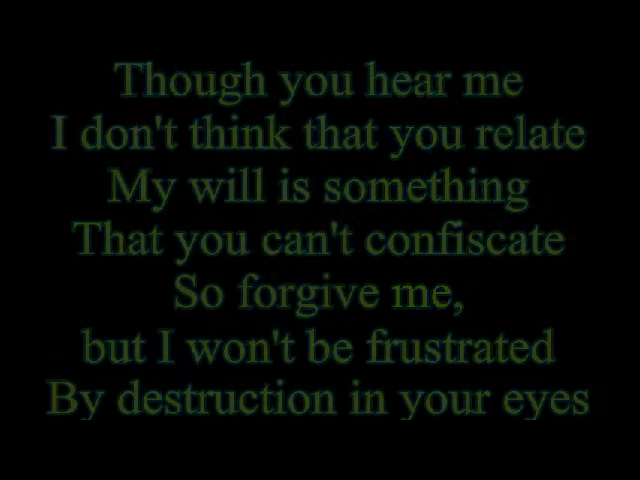 Though you hear me
I don't think that you relate
My will is something
That you can't confiscate
So forgive me,
but I won't be frustrated
By destruction in your eyes